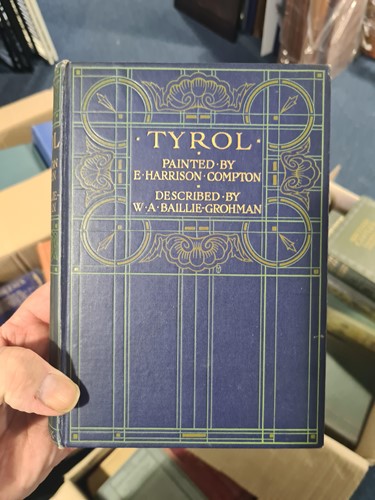 · TYROL ·
PAINTED · BY
E · HARRISON · COMPTON
DESCRIBED · BY
W · A · BAILLIE-GROHMAN